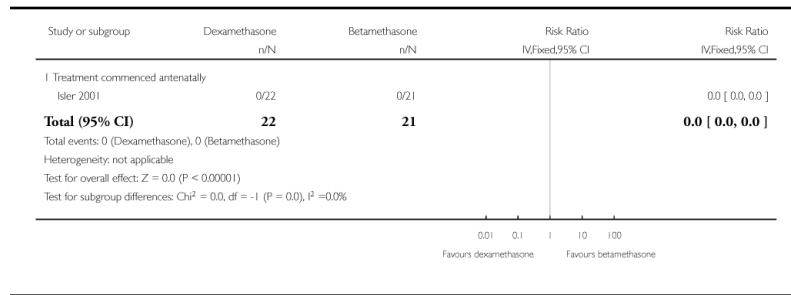 Study or subgroup Dexamethasone Betamethasone Risk Ratio Risk Ratio
n/N n/N IV,Fixed,95% CI IV,Fixed,95% CI
1 Treatment commenced antenatally
Isler 2001 0/22 0/21 0.0 [ 0.0, 0.0 ]
Total (95% CI) 22 21 0.0 [ 0.0, 0.0 ]
Total events: 0 (Dexamethasone), 0 (Betamethasone)
Heterogeneity: not applicable
Test for overall effect: Z = 0.0 (P < 0.00001)
Test for subgroup differences: Chi² = 0.0, df = -1 (P = 0.0), I² =0.0%
0.01 0.1 1 10 100
Favours dexamethasone Favours betamethasone